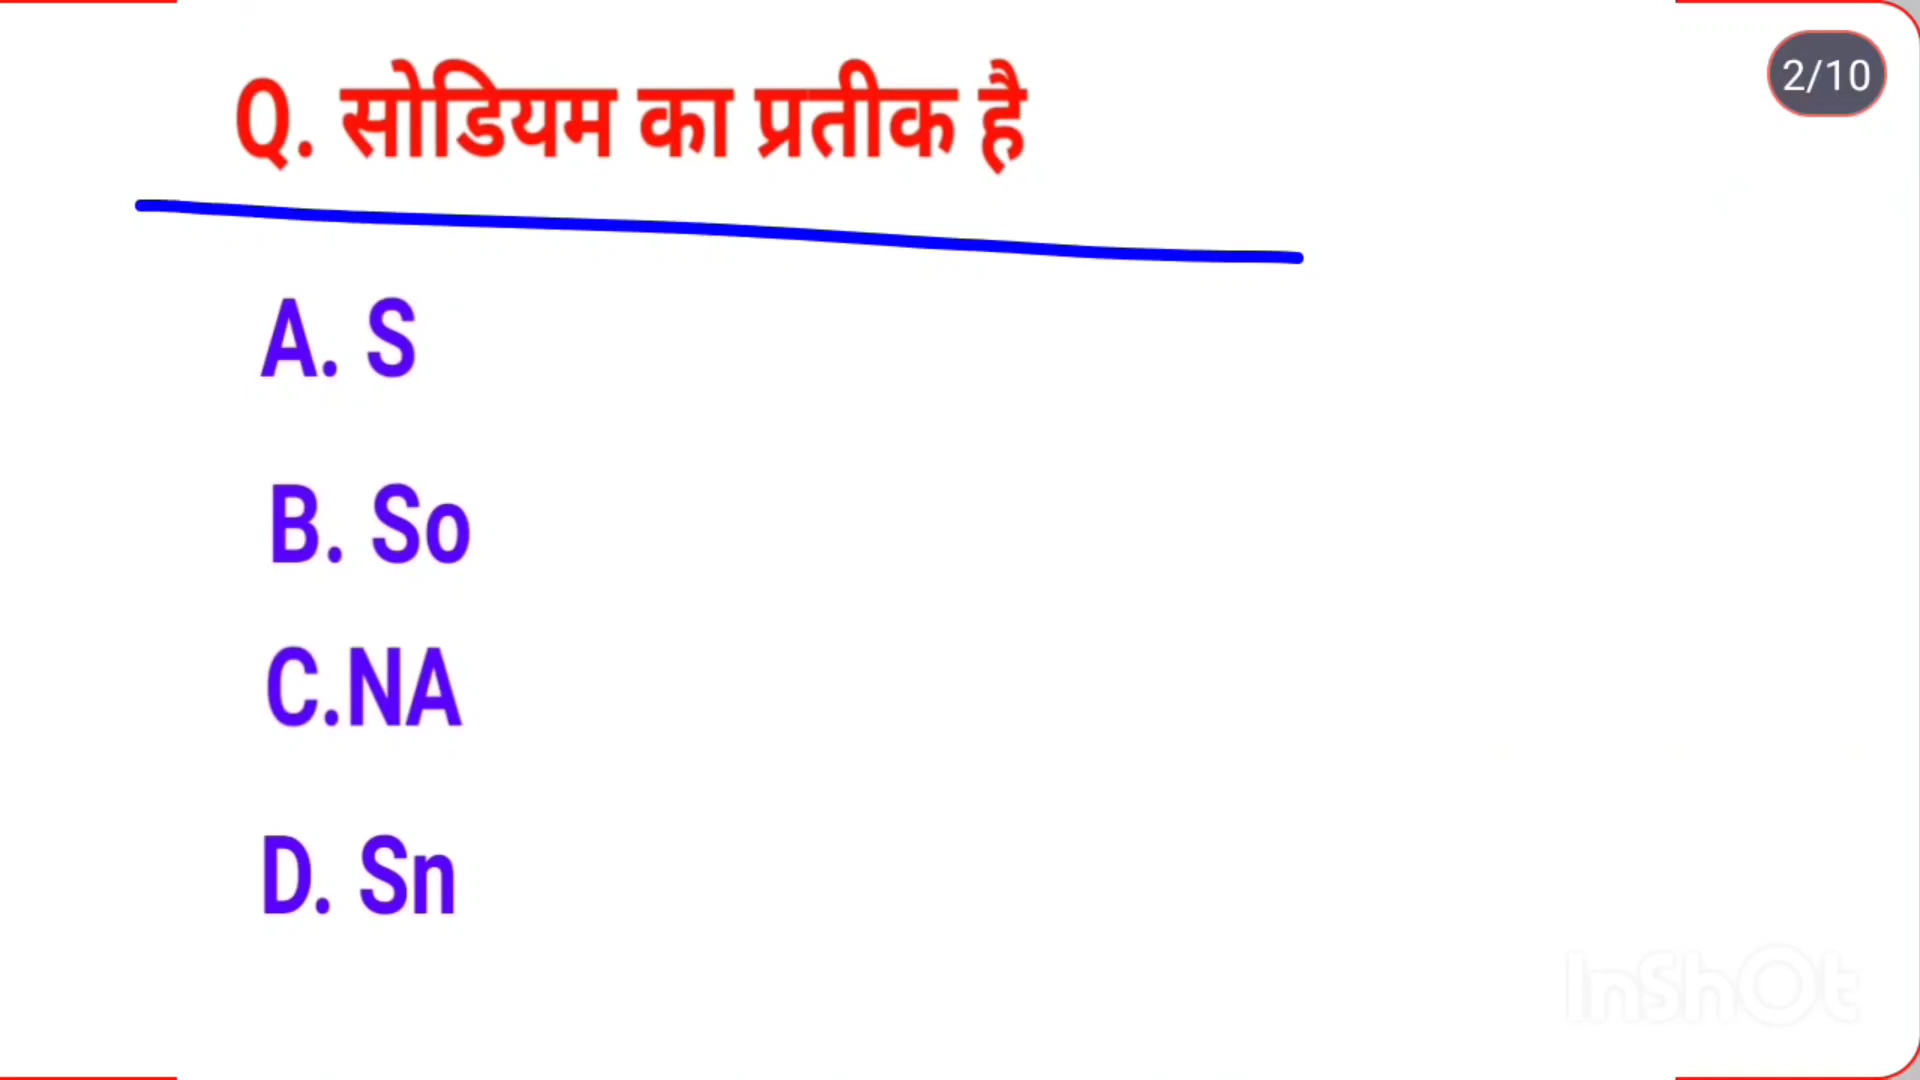 2/10
Q. सोडियम का प्रतीक है
A. S
B. So
C.NA
D. Sn
InShOt